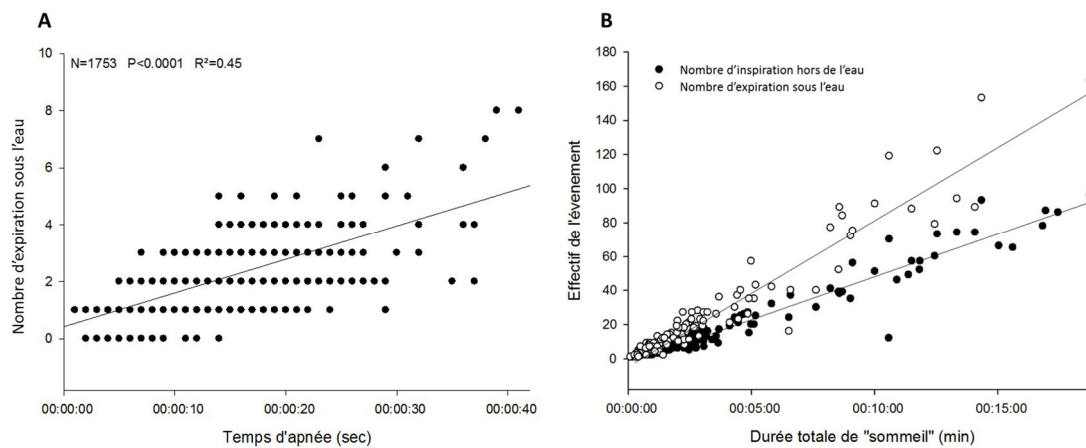 A
N=1753 P<0.0001 R²=0.45
10
8
6
4
2
0
Nombre d'expiration sous l'eau
00:00:00 00:00:10 00:00:20 00:00:30 00:00:40
Temps d'apnée (sec)
B
Nombre d'inspiration hors de l'eau
Nombre d'expiration sous l'eau
180
160
140
120
100
80
60
40
20
0
Effectif de l'évenement
00:00:00 00:05:00 00:10:00 00:15:00
Durée totale de "sommeil" (min)